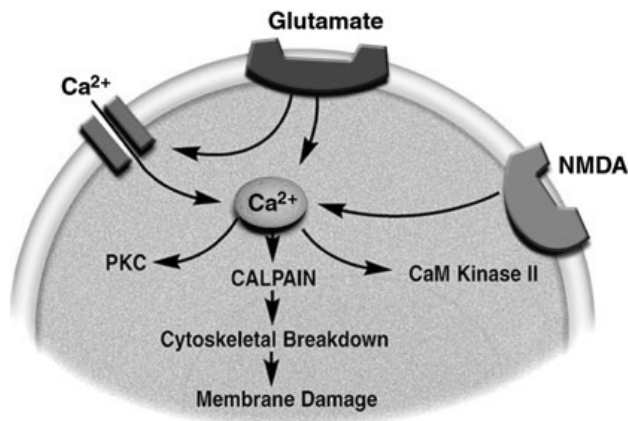 Glutamate
Ca²⁺
NMDA
Ca²⁺
PKC
CALPAIN
CaM Kinase II
Cytoskeletal Breakdown
Membrane Damage